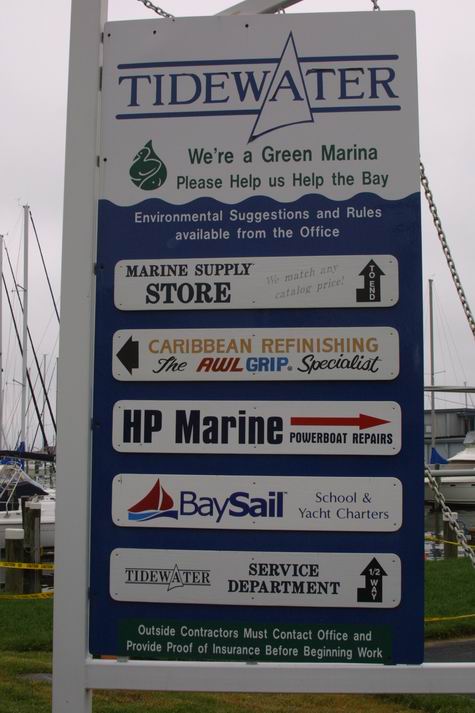 TIDEWATER
We're a Green Marina
Please Help us Help the Bay
Environmental Suggestions and Rules
available from the Office
MARINE SUPPLY
STORE
We match any
catalog price!
TO END
CARIBBEAN REFINISHING
The AWLGRIP® Specialist
HP Marine
POWERBOAT REPAIRS
BaySail
School &
Yacht Charters
TIDEWATER
SERVICE
DEPARTMENT
1/2 WAY
Outside Contractors Must Contact Office and
Provide Proof of Insurance Before Beginning Work